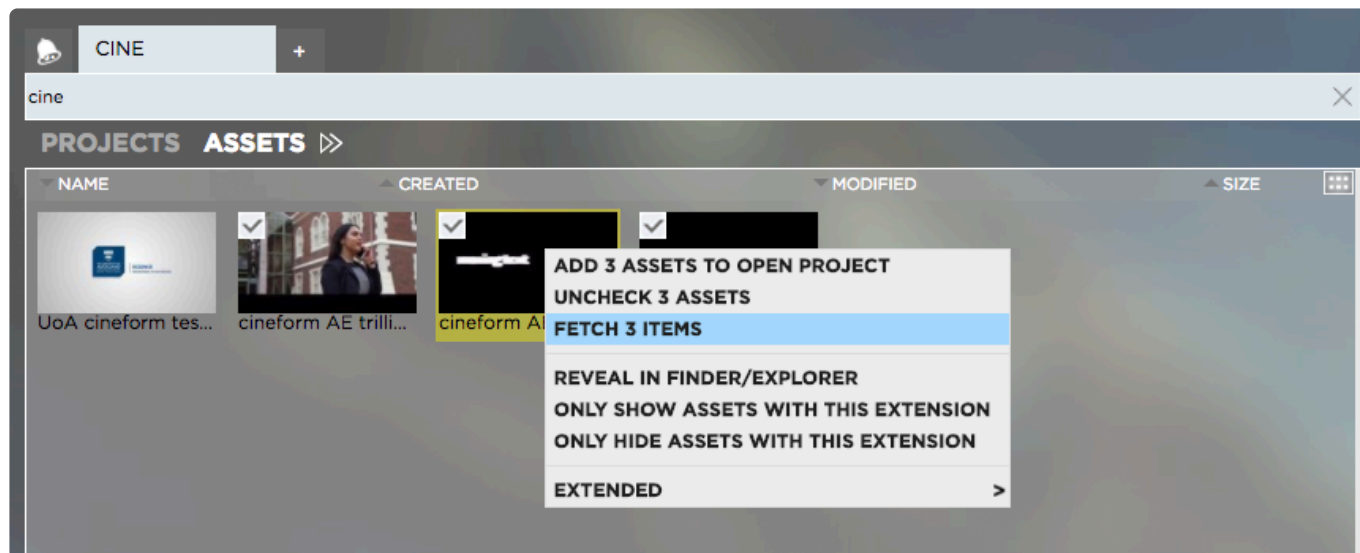 CINE +
cine
PROJECTS ASSETS
NAME CREATED MODIFIED SIZE
UoA cineform tes...
cineform AE trilli...
cineform AE
ADD 3 ASSETS TO OPEN PROJECT
UNCHECK 3 ASSETS
FETCH 3 ITEMS
REVEAL IN FINDER/EXPLORER
ONLY SHOW ASSETS WITH THIS EXTENSION
ONLY HIDE ASSETS WITH THIS EXTENSION
EXTENDED >